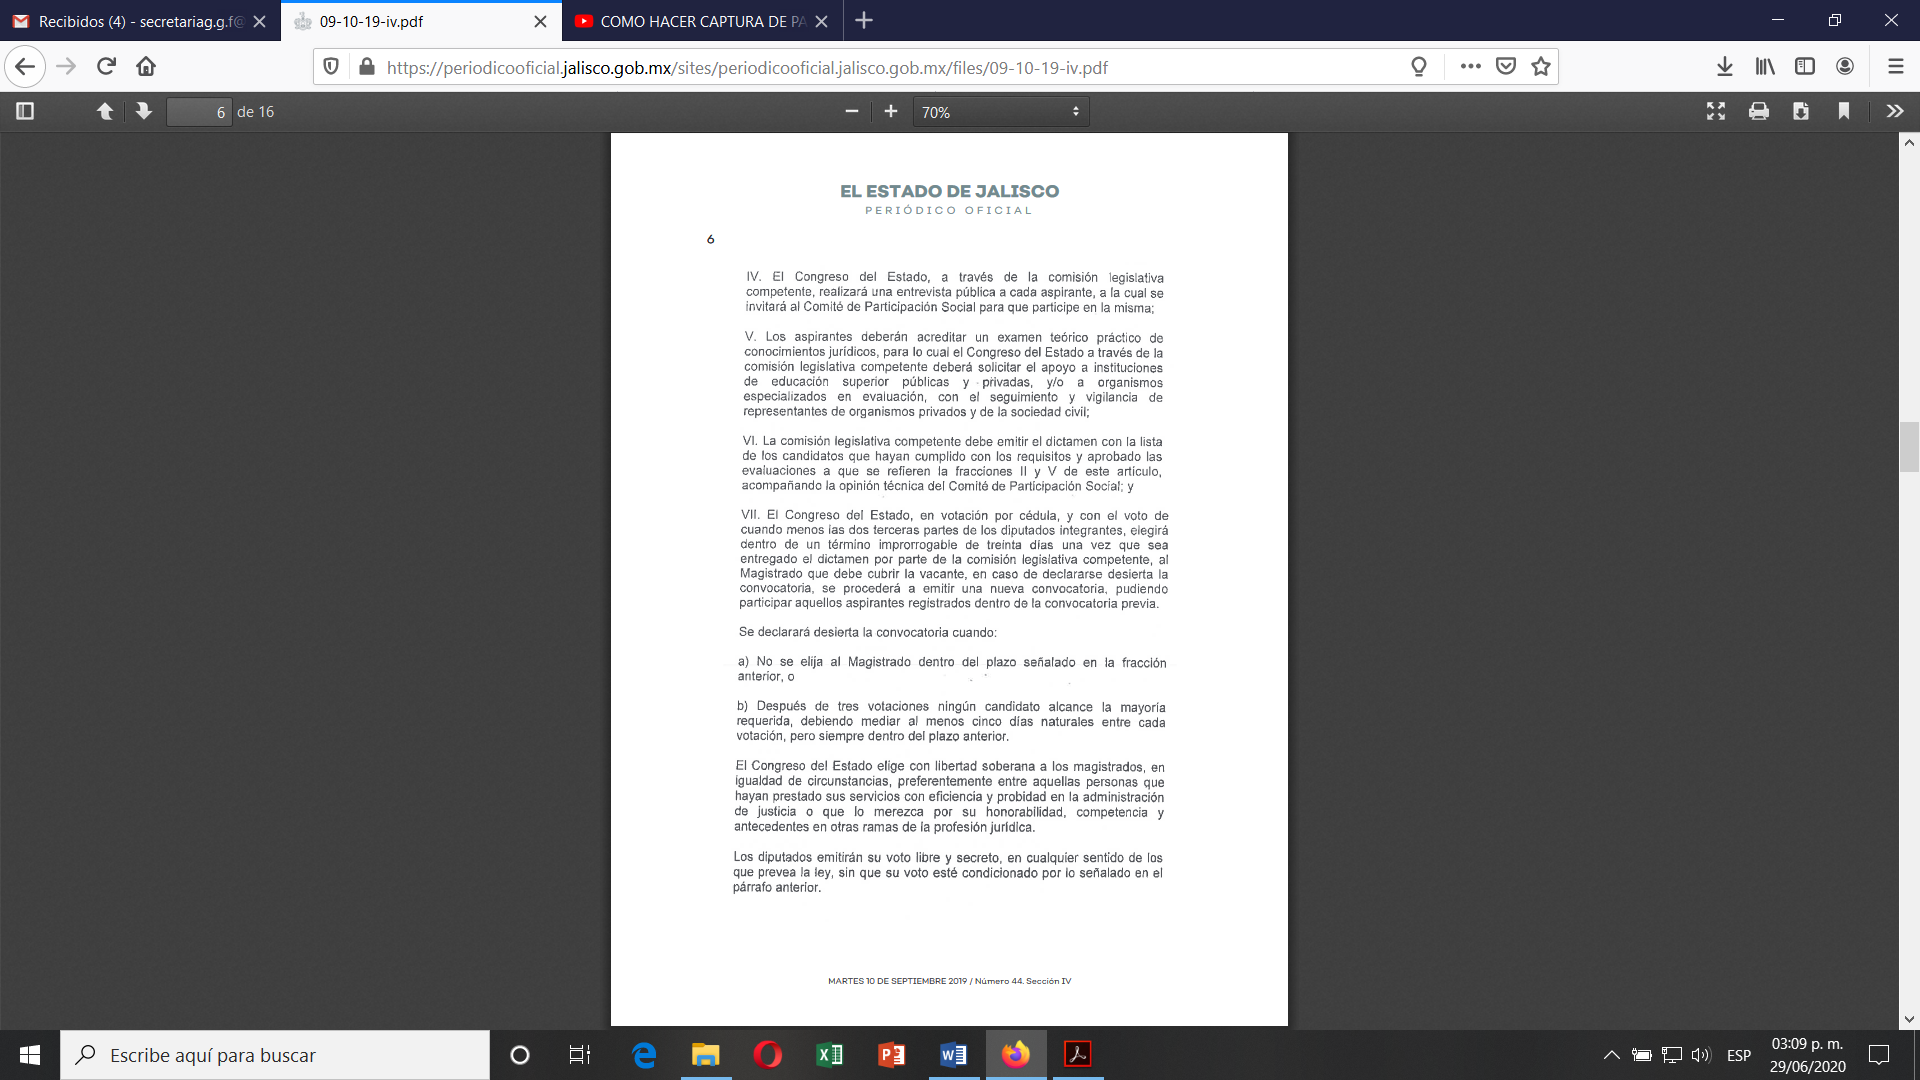 Recibidos (4) - secretariag.g.f@
09-10-19-iv.pdf
COMO HACER CAPTURA DE PA
https://periodicooficial.jalisco.gob.mx/sites/periodicooficial.jalisco.gob.mx/files/09-10-19-iv.pdf
6 de 16
70%
EL ESTADO DE JALISCO
PERIÓDICO OFICIAL
6
IV. El Congreso del Estado, a través de la comisión legislativa
competente, realizará una entrevista pública a cada aspirante, a la cual se
invitará al Comité de Participación Social para que participe en la misma;
V. Los aspirantes deberán acreditar un examen teórico práctico de
conocimientos jurídicos, para lo cual el Congreso del Estado a través de la
comisión legislativa competente deberá solicitar el apoyo a instituciones
de educación superior públicas y privadas, y/o a organismos
especializados en evaluación, con el seguimiento y vigilancia de
representantes de organismos privados y de la sociedad civil;
VI. La comisión legislativa competente debe emitir el dictamen con la lista
de los candidatos que hayan cumplido con los requisitos y aprobado las
evaluaciones a que se refieren la fracciones II y V de este artículo,
acompañando la opinión técnica del Comité de Participación Social; y
VII. El Congreso del Estado, en votación por cédula, y con el voto de
cuando menos las dos terceras partes de los diputados integrantes, elegirá
dentro de un término improrrogable de treinta días una vez que sea
entregado el dictamen por parte de la comisión legislativa competente, al
Magistrado que debe cubrir la vacante, en caso de declararse desierta la
convocatoria, se procederá a emitir una nueva convocatoria, pudiendo
participar aquellos aspirantes registrados dentro de la convocatoria previa.
Se declarará desierta la convocatoria cuando:
a) No se elija al Magistrado dentro del plazo señalado en la fracción
anterior, o
b) Después de tres votaciones ningún candidato alcance la mayoría
requerida, debiendo mediar al menos cinco días naturales entre cada
votación, pero siempre dentro del plazo anterior.
El Congreso del Estado elige con libertad soberana a los magistrados, en
igualdad de circunstancias, preferentemente entre aquellas personas que
hayan prestado sus servicios con eficiencia y probidad en la administración
de justicia o que lo merezca por su honorabilidad, competencia y
antecedentes en otras ramas de la profesión jurídica.
Los diputados emitirán su voto libre y secreto, en cualquier sentido de los
que prevea la ley, sin que su voto esté condicionado por lo señalado en el
párrafo anterior.
MARTES 10 DE SEPTIEMBRE 2019 / Número 44. Sección IV
Escribe aquí para buscar
ESP
03:09 p. m.
29/06/2020